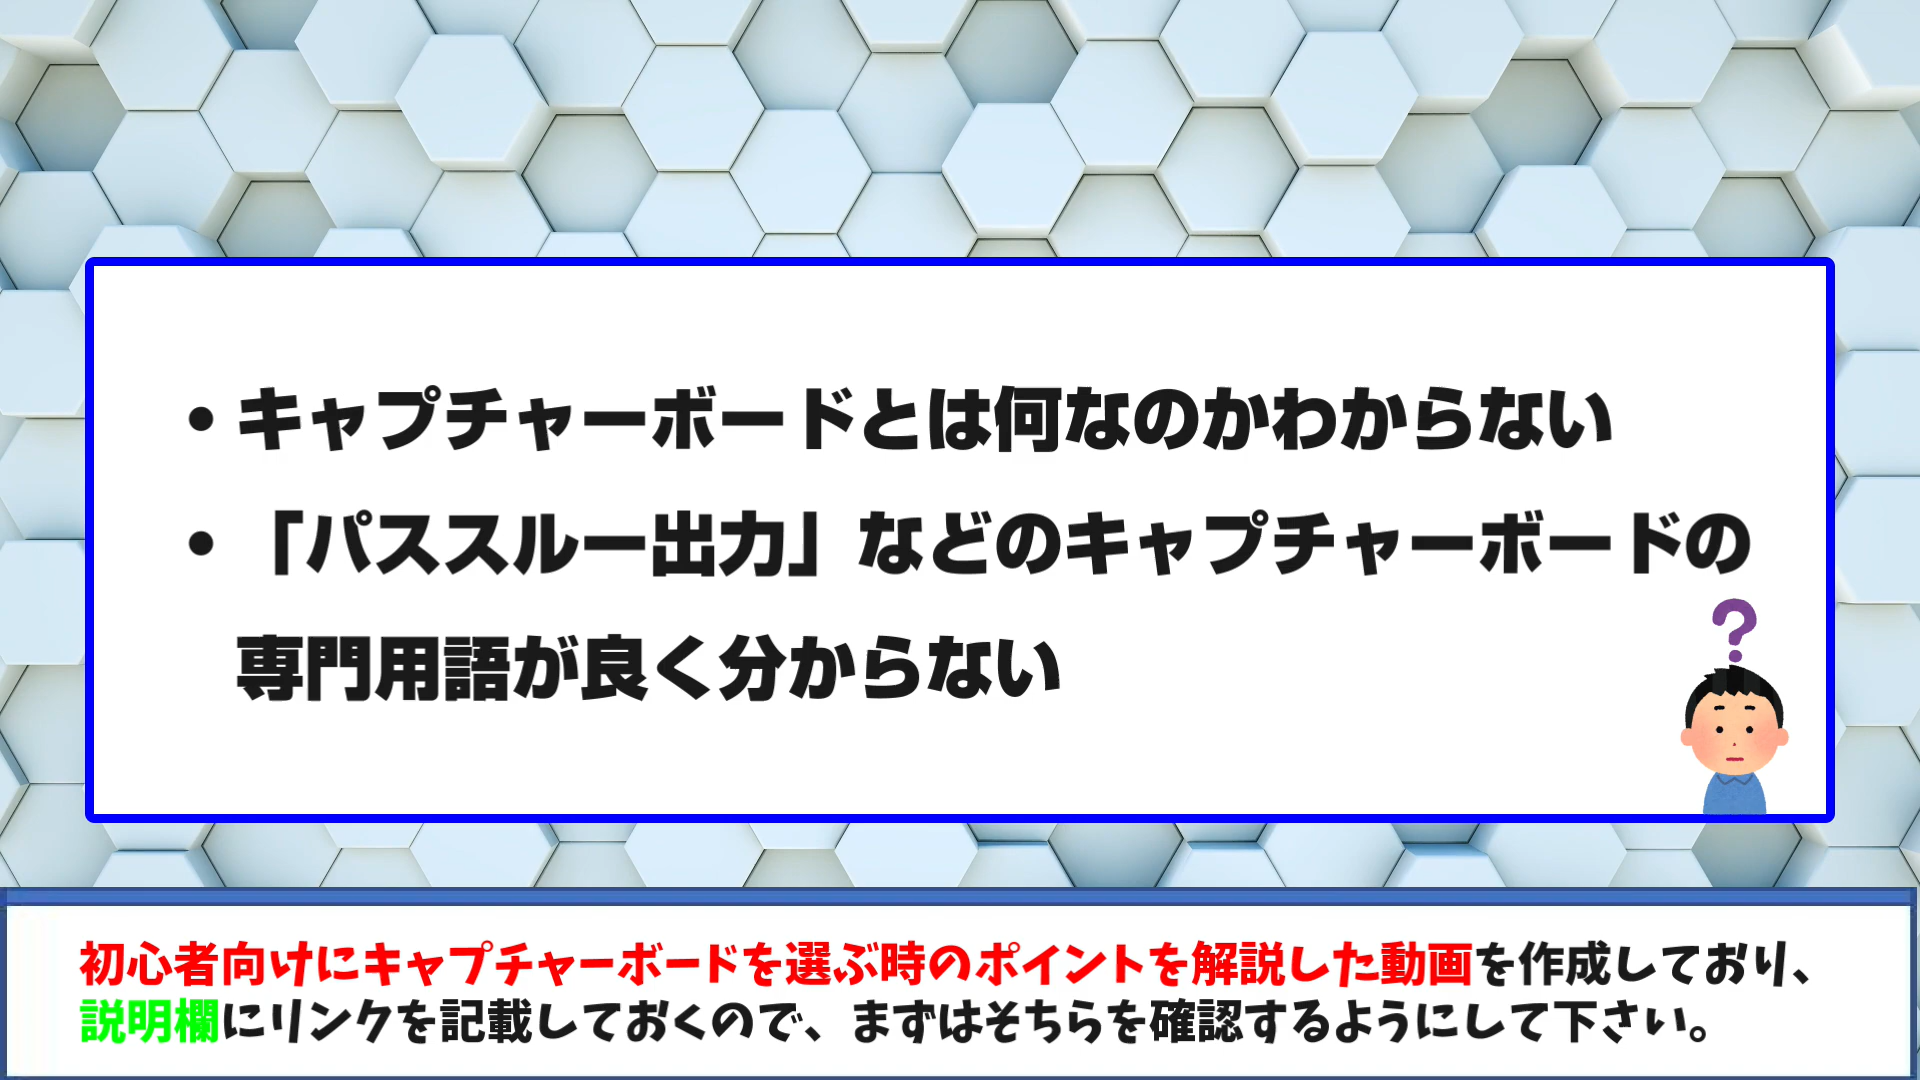 • キャプチャーボードとは何なのかわからない
• 「パススルー出力」などのキャプチャーボードの
専門用語が良く分からない
?
初心者向けにキャプチャーボードを選ぶ時のポイントを解説した動画を作成しており、
説明欄にリンクを記載しておくので、まずはそちらを確認するようにして下さい。